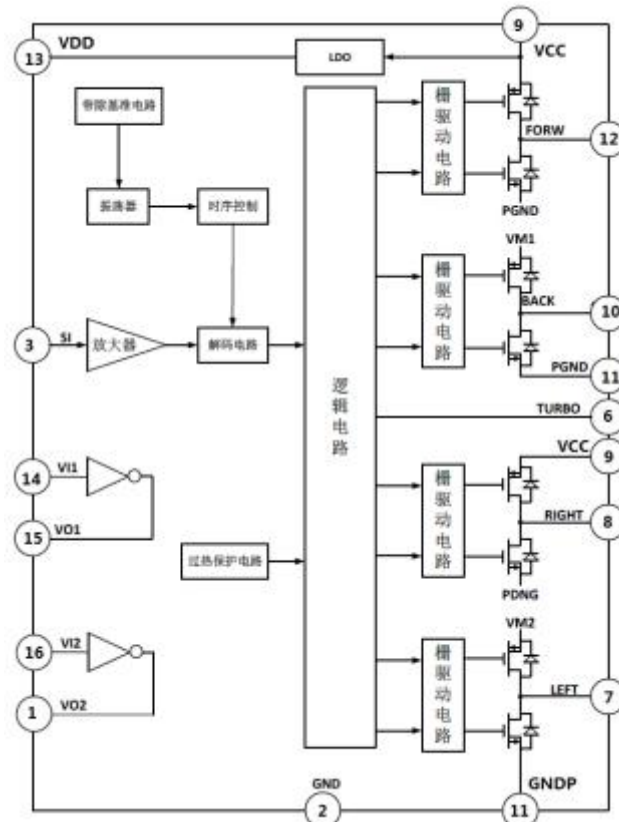 9
VDD
VCC
13
LDO
带隙基准电路
栅驱动电路
FORW
12
振荡器
时序控制
PGND
VM1
栅驱动电路
BACK
10
3
SI
放大器
解码电路
逻辑电路
PGND
11
TURBO
6
VCC
9
14
VI1
栅驱动电路
RIGHT
8
15
VO1
过热保护电路
PDNG
VM2
16
VI2
栅驱动电路
LEFT
7
1
VO2
GND
GNDP
2
11